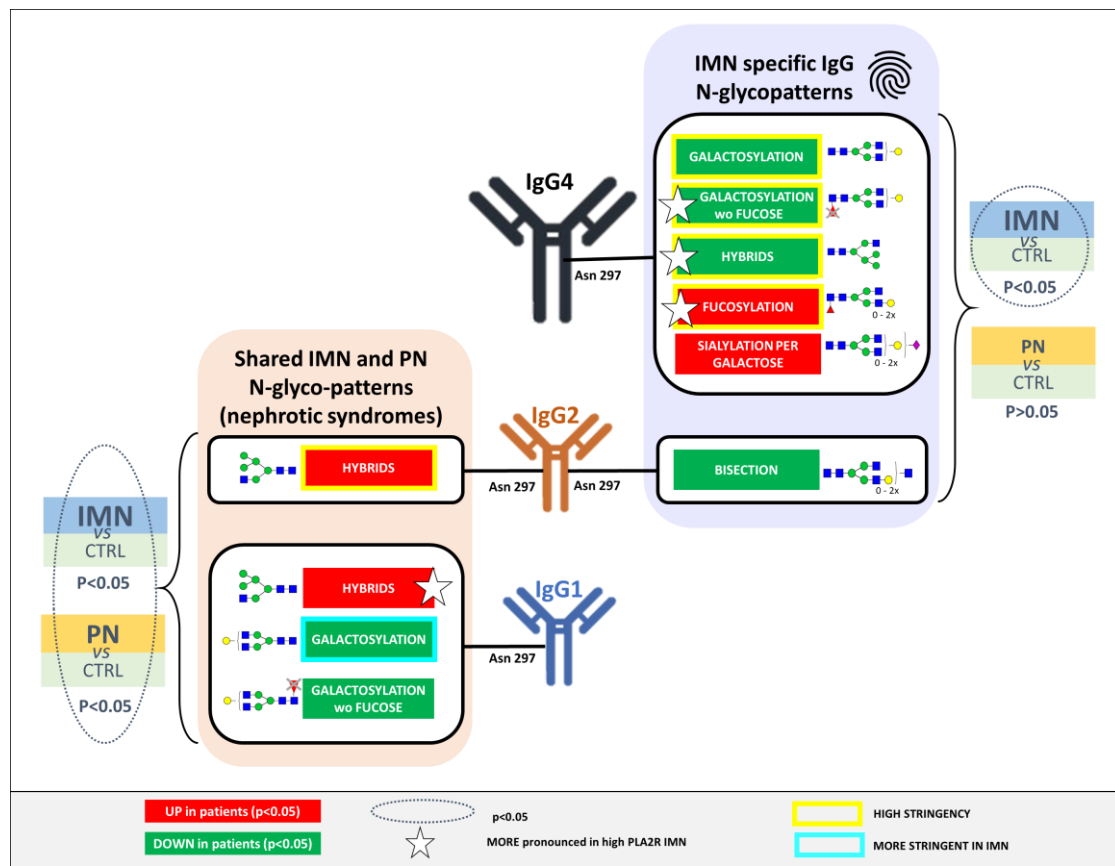 IMN specific IgG
N-glycopatterns
IgG4
Asn 297
GALACTOSYLATION
GALACTOSYLATION
wo FUCOSE
HYBRIDS
FUCOSYLATION
0 - 2x
SIALYLATION PER
GALACTOSE
0 - 2x
IMN
VS
CTRL
P<0.05
PN
VS
CTRL
P>0.05
Shared IMN and PN
N-glyco-patterns
(nephrotic syndromes)
HYBRIDS
IgG2
Asn 297
Asn 297
BISECTION
0 - 2x
IMN
VS
CTRL
P<0.05
PN
VS
CTRL
P<0.05
HYBRIDS
GALACTOSYLATION
GALACTOSYLATION
wo FUCOSE
IgG1
Asn 297
UP in patients (p<0.05)
DOWN in patients (p<0.05)
p<0.05
MORE pronounced in high PLA2R IMN
HIGH STRINGENCY
MORE STRINGENT IN IMN